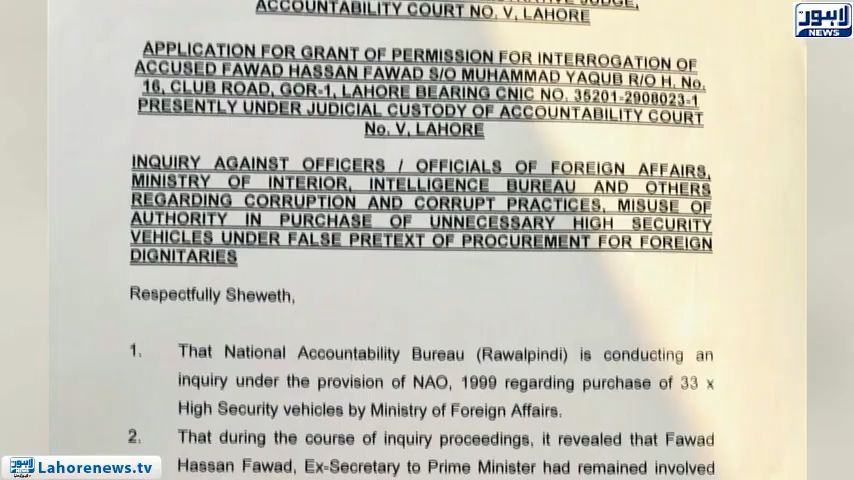 ACCOUNTABILITY COURT NO. V, LAHORE
لاہور
NEWS
APPLICATION FOR GRANT OF PERMISSION FOR INTERROGATION OF
ACCUSED FAWAD HASSAN FAWAD S/O MUHAMMAD YAQUB R/O H. No.
16, CLUB ROAD, GOR-1, LAHORE BEARING CNIC NO. 35201-2908023-1
PRESENTLY UNDER JUDICIAL CUSTODY OF ACCOUNTABILITY COURT
No. V, LAHORE
INQUIRY AGAINST OFFICERS / OFFICIALS OF FOREIGN AFFAIRS,
MINISTRY OF INTERIOR, INTELLIGENCE BUREAU AND OTHERS
REGARDING CORRUPTION AND CORRUPT PRACTICES, MISUSE OF
AUTHORITY IN PURCHASE OF UNNECESSARY HIGH SECURITY
VEHICLES UNDER FALSE PRETEXT OF PROCUREMENT FOR FOREIGN
DIGNITARIES
Respectfully Sheweth,
1. That National Accountability Bureau (Rawalpindi) is conducting an
inquiry under the provision of NAO, 1999 regarding purchase of 33 x
High Security vehicles by Ministry of Foreign Affairs.
2. That during the course of inquiry proceedings, it revealed that Fawad
Hassan Fawad, Ex-Secretary to Prime Minister had remained involved
لاہور Lahorenews.tv